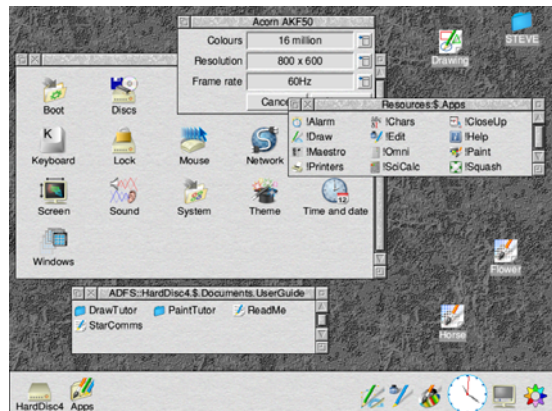 Acorn AKF50
Colours 16 million
Resolution 800 x 600
Frame rate 60Hz
Drawing
STEVE
Boot Discs
Keyboard Lock Mouse Network
Screen Sound System Theme Time and date
Windows
Resources:$.Apps
!Alarm !Chars !CloseUp
!Draw !Edit !Help
!Maestro !Omni !Paint
!Printers !SciCalc !Squash
Flower
ADFS::HardDisc4.$.Documents.UserGuide
DrawTutor PaintTutor ReadMe
StarComms
Horse
HardDisc4 Apps